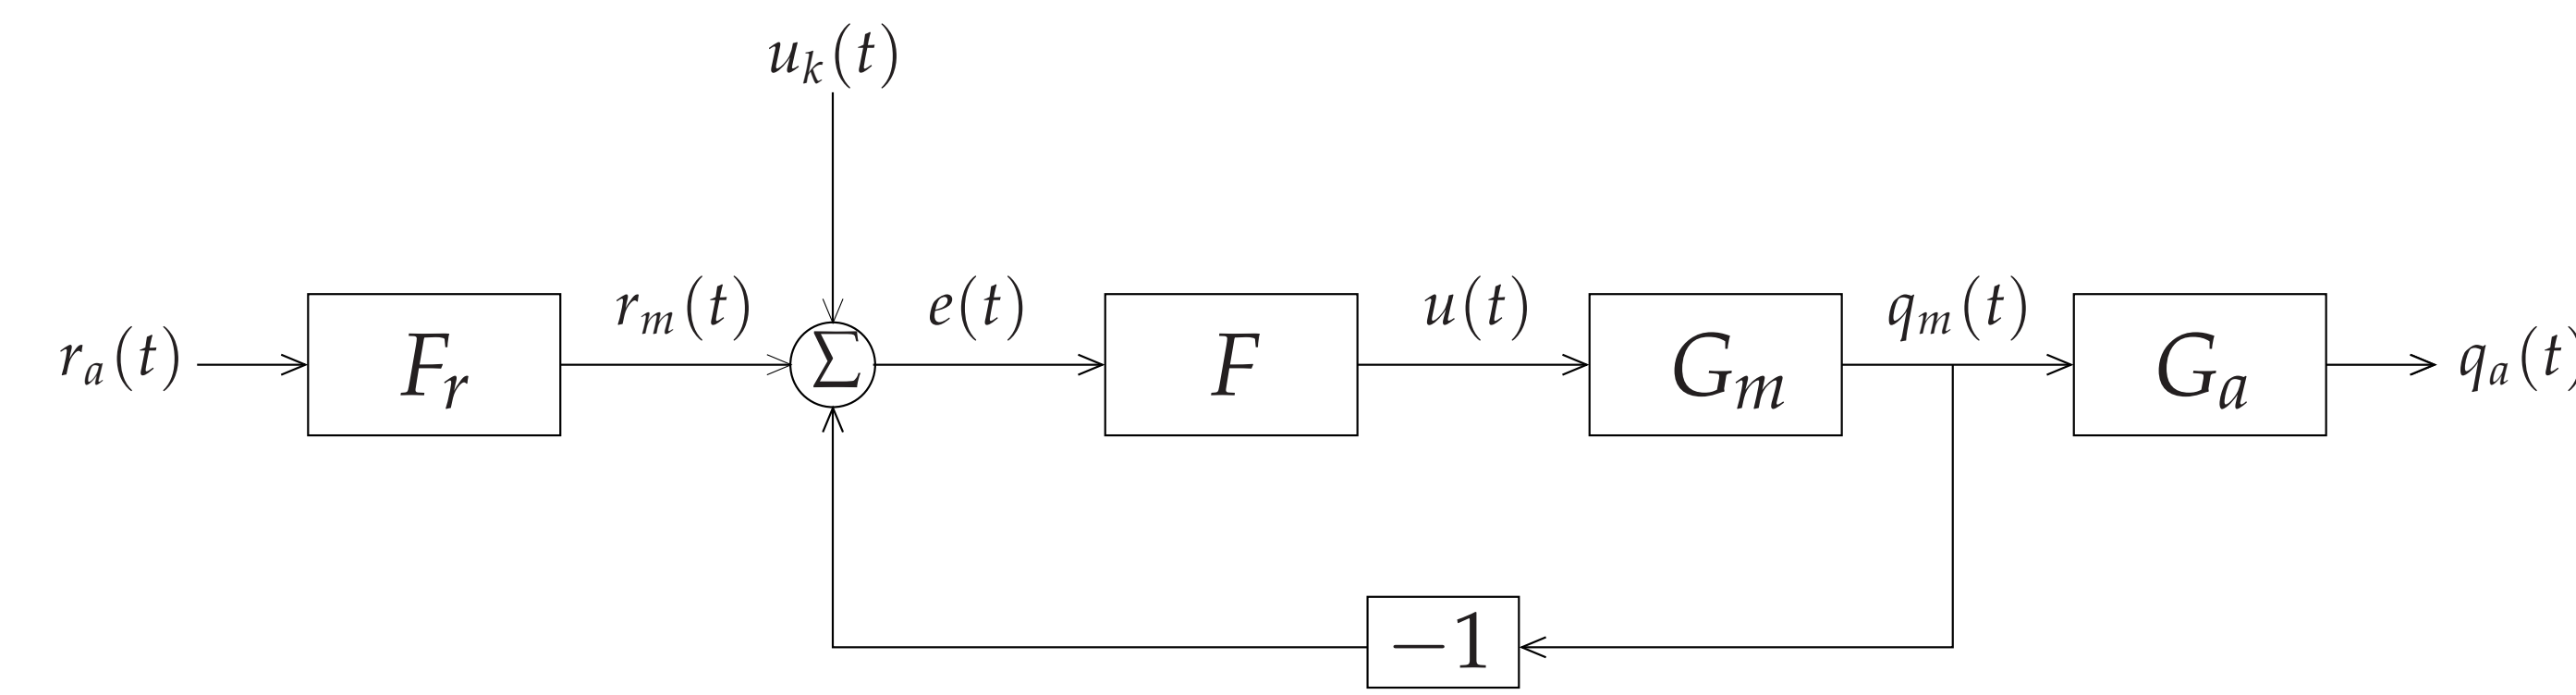 u_k(t)
r_a(t) F_r r_m(t) Σ e(t) F u(t) G_m q_m(t) G_a q_a(t
−1